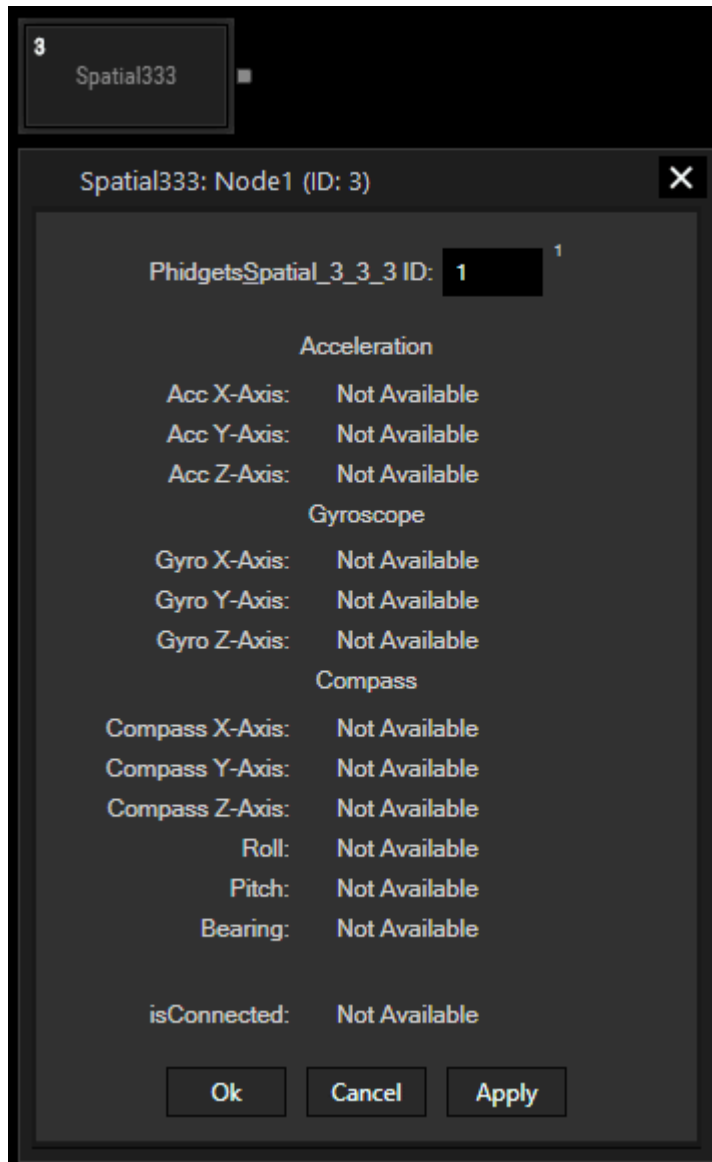 3
Spatial333
Spatial333: Node1 (ID: 3)
PhidgetsSpatial_3_3_3 ID: 1 1
Acceleration
Acc X-Axis: Not Available
Acc Y-Axis: Not Available
Acc Z-Axis: Not Available
Gyroscope
Gyro X-Axis: Not Available
Gyro Y-Axis: Not Available
Gyro Z-Axis: Not Available
Compass
Compass X-Axis: Not Available
Compass Y-Axis: Not Available
Compass Z-Axis: Not Available
Roll: Not Available
Pitch: Not Available
Bearing: Not Available
isConnected: Not Available
Ok Cancel Apply